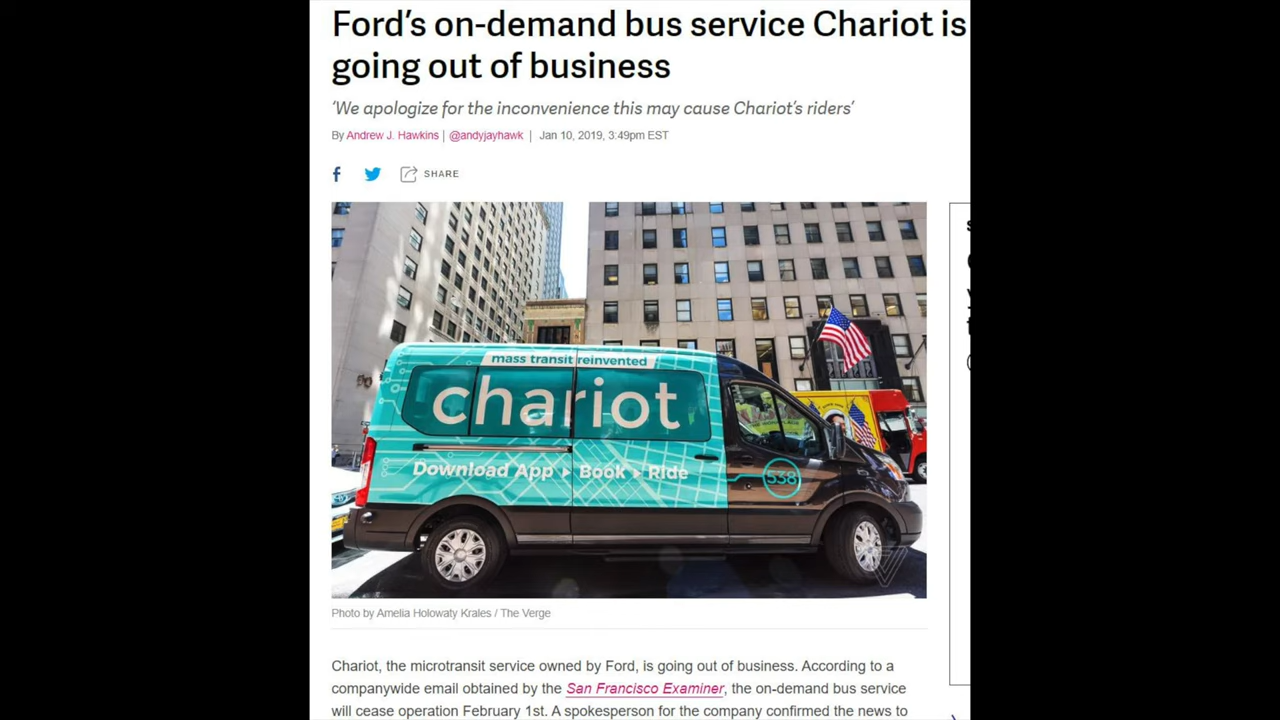 Ford's on-demand bus service Chariot is
going out of business
'We apologize for the inconvenience this may cause Chariot's riders'
By Andrew J. Hawkins | @andyjayhawk | Jan 10, 2019, 3:49pm EST
SHARE
mass transit reinvented
chariot
Download App ▸ Book ▸ Ride
538
Photo by Amelia Holowaty Krales / The Verge
Chariot, the microtransit service owned by Ford, is going out of business. According to a
companywide email obtained by the San Francisco Examiner, the on-demand bus service
will cease operation February 1st. A spokesperson for the company confirmed the news to